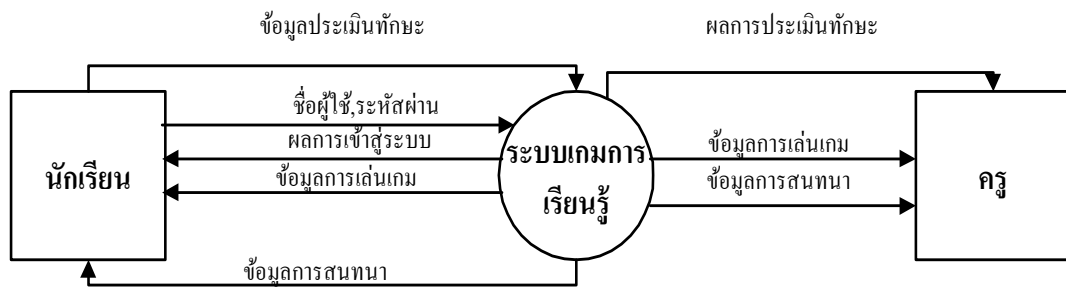 ข้อมูลประเมินทักษะ
ผลการประเมินทักษะ
ชื่อผู้ใช้,ระหัสผ่าน
ผลการเข้าสู่ระบบ
ข้อมูลการเล่นเกม
นักเรียน
ระบบเกมการ
เรียนรู้
ข้อมูลการเล่นเกม
ข้อมูลการสนทนา
ครู
ข้อมูลการสนทนา